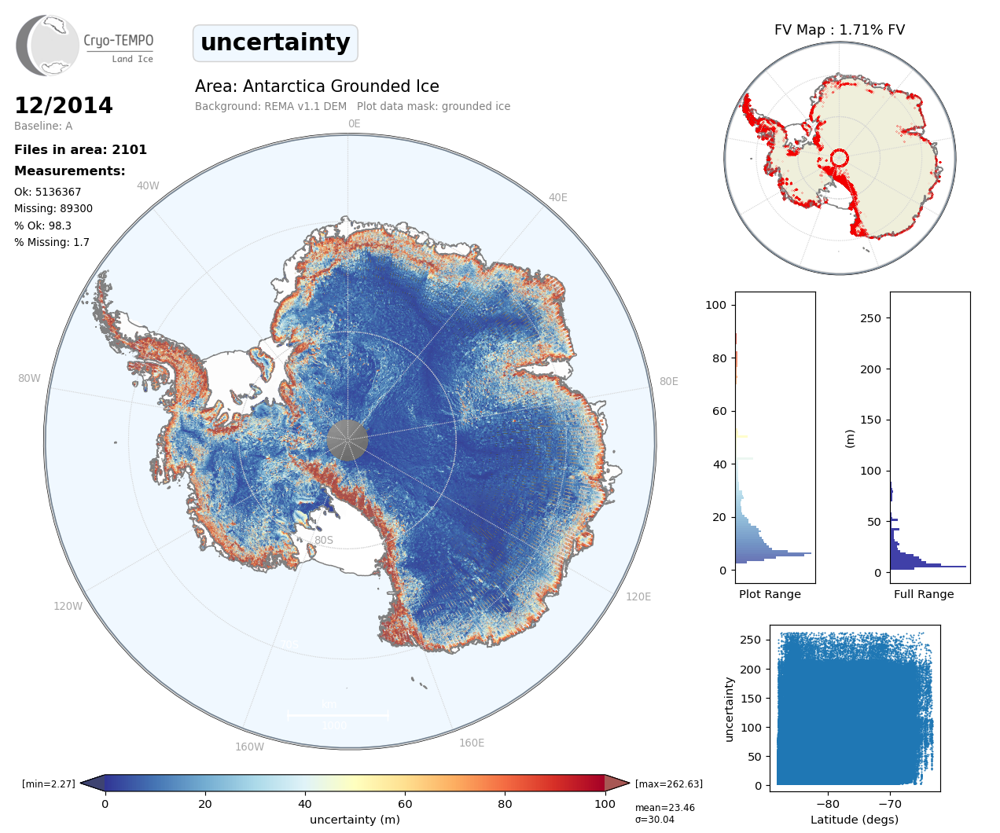 Cryo-TEMPO
Land Ice
uncertainty
Area: Antarctica Grounded Ice
Background: REMA v1.1 DEM   Plot data mask: grounded ice
12/2014
Baseline: A
Files in area: 2101
Measurements:
Ok: 5136367
Missing: 89300
% Ok: 98.3
% Missing: 1.7
0E
40W
40E
80W
80E
80S
120W
120E
70S
160W
160E
km
1000
[min=2.27]
[max=262.63]
0 20 40 60 80 100
uncertainty (m)
mean=23.46
σ=30.04
FV Map : 1.71% FV
100
80
60
40
20
0
Plot Range
250
200
150
100
50
0
(m)
Full Range
250
200
150
100
50
0
uncertainty
−80 −70
Latitude (degs)